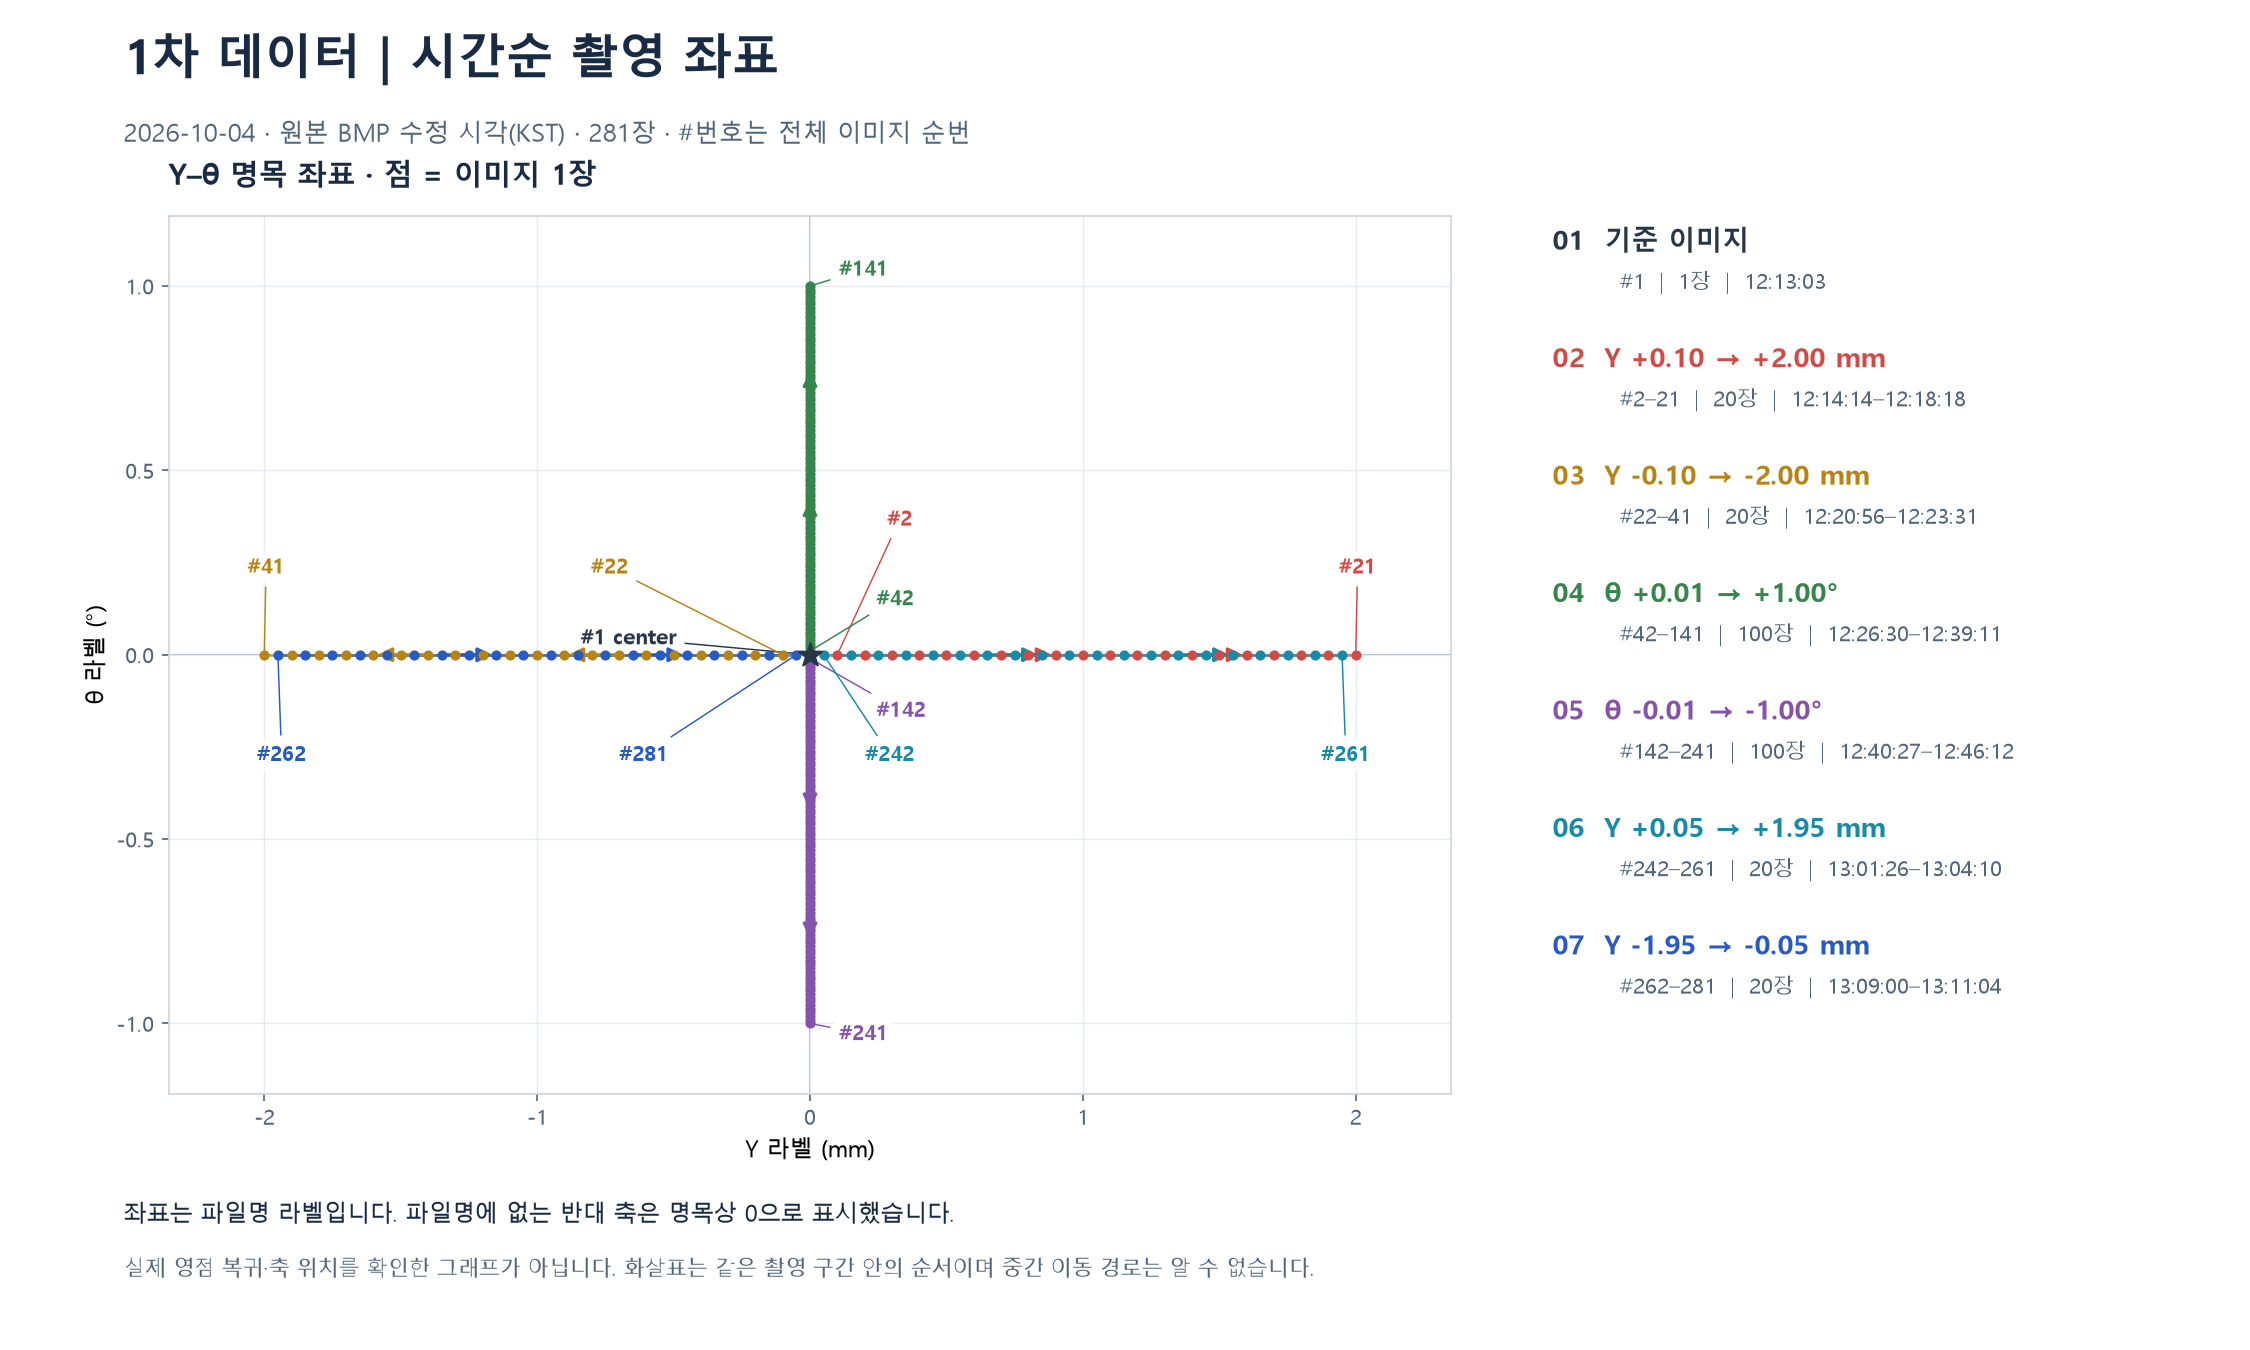 1차 데이터 | 시간순 촬영 좌표
2026-10-04 · 원본 BMP 수정 시각(KST) · 281장 · #번호는 전체 이미지 순번
Y–θ 명목 좌표 · 점 = 이미지 1장
#141
1.0
0.5
#2
#41
#22
#42
#21
#1 center
0.0
θ 라벨 (°)
#142
#262
#281
#242
#261
-0.5
-1.0
#241
-2
-1
0
1
2
Y 라벨 (mm)
01 기준 이미지
#1 | 1장 | 12:13:03
02 Y +0.10 → +2.00 mm
#2–21 | 20장 | 12:14:14–12:18:18
03 Y -0.10 → -2.00 mm
#22–41 | 20장 | 12:20:56–12:23:31
04 θ +0.01 → +1.00°
#42–141 | 100장 | 12:26:30–12:39:11
05 θ -0.01 → -1.00°
#142–241 | 100장 | 12:40:27–12:46:12
06 Y +0.05 → +1.95 mm
#242–261 | 20장 | 13:01:26–13:04:10
07 Y -1.95 → -0.05 mm
#262–281 | 20장 | 13:09:00–13:11:04
좌표는 파일명 라벨입니다. 파일명에 없는 반대 축은 명목상 0으로 표시했습니다.
실제 영점 복귀·축 위치를 확인한 그래프가 아닙니다. 화살표는 같은 촬영 구간 안의 순서이며 중간 이동 경로는 알 수 없습니다.